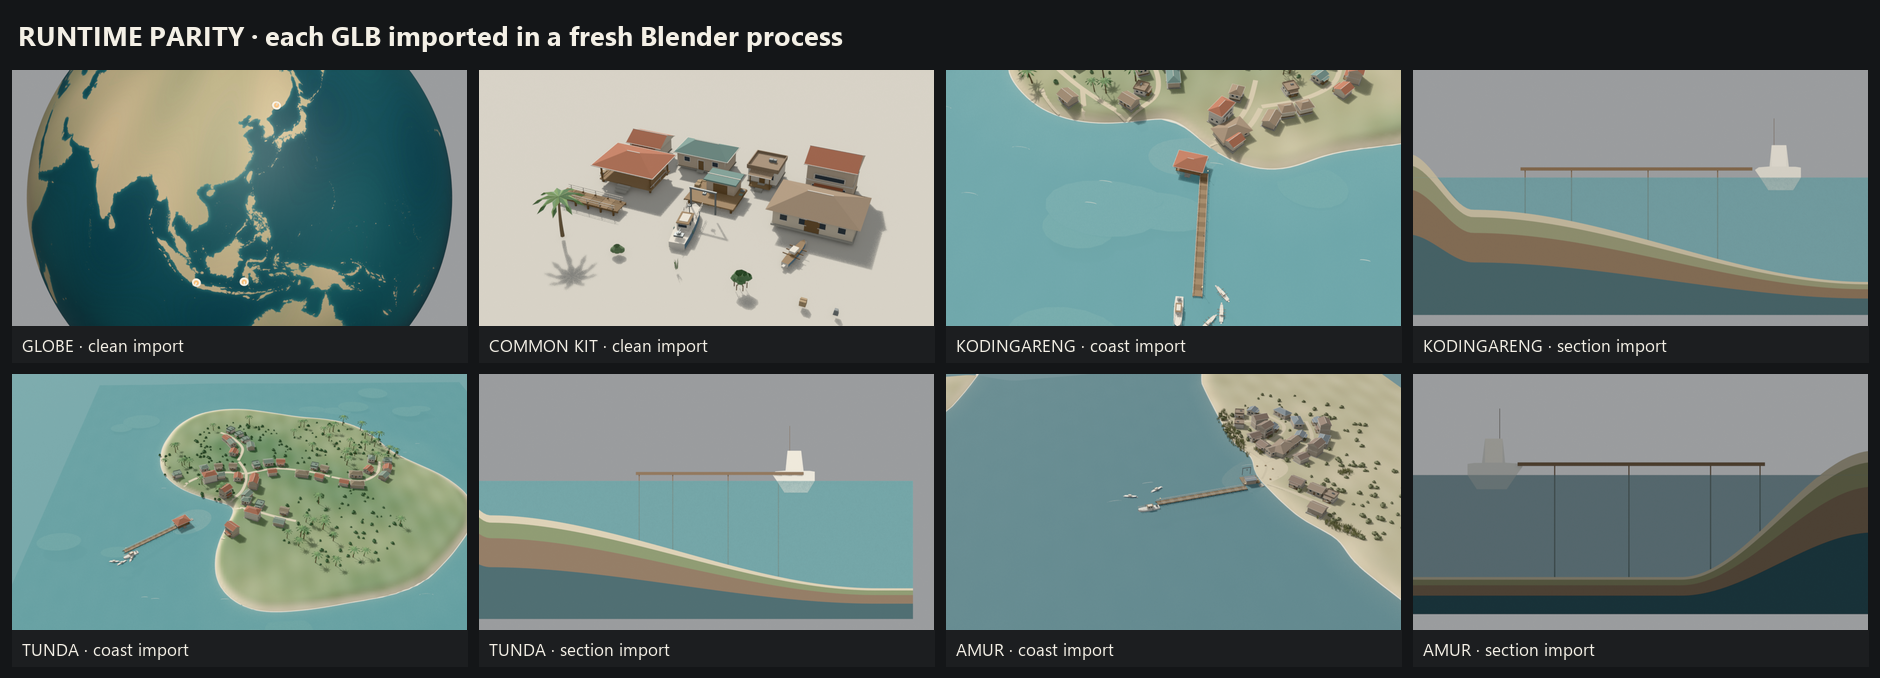 RUNTIME PARITY · each GLB imported in a fresh Blender process
GLOBE · clean import
COMMON KIT · clean import
KODINGARENG · coast import
KODINGARENG · section import
TUNDA · coast import
TUNDA · section import
AMUR · coast import
AMUR · section import